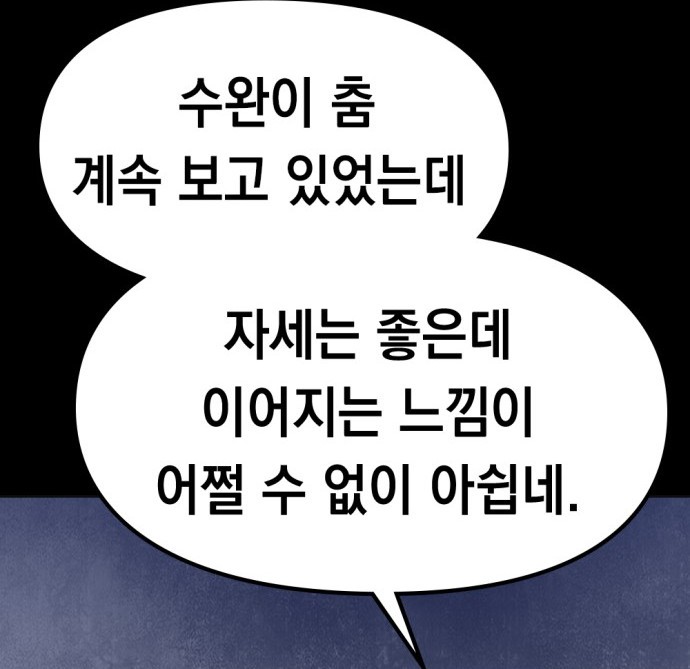 수완이 춤
계속 보고 있었는데
자세는 좋은데
이어지는 느낌이
어쩔 수 없이 아쉽네.